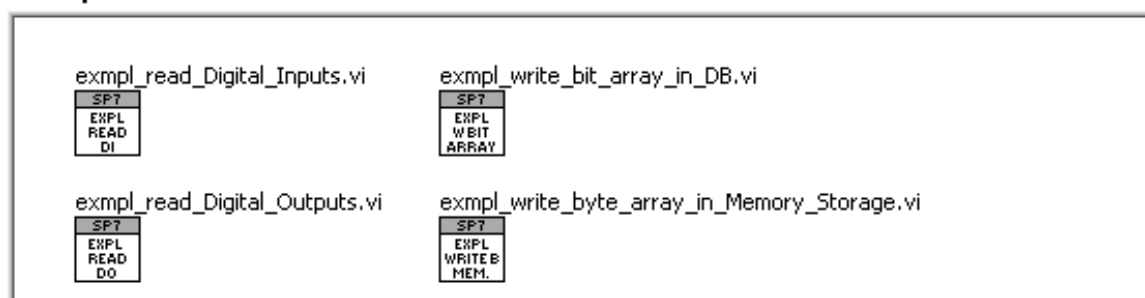 exmpl_read_Digital_Inputs.vi
SP7
EXPL
READ
DI
exmpl_write_bit_array_in_DB.vi
SP7
EXPL
W BIT
ARRAY
exmpl_read_Digital_Outputs.vi
SP7
EXPL
READ
DO
exmpl_write_byte_array_in_Memory_Storage.vi
SP7
EXPL
WRITE B
MEM.